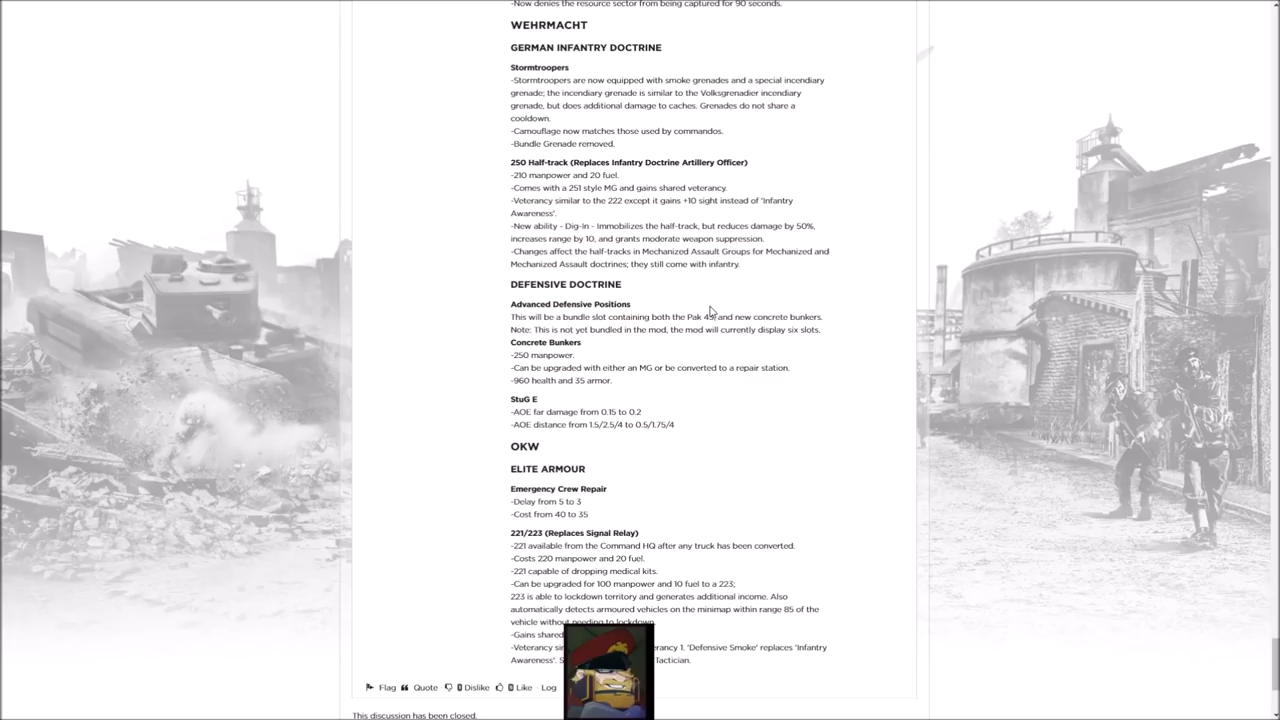 -Now denies the resource sector from being captured for 90 seconds.
WEHRMACHT
GERMAN INFANTRY DOCTRINE
Stormtroopers
-Stormtroopers are now equipped with smoke grenades and a special incendiary
grenade; the incendiary grenade is similar to the Volksgrenadier incendiary
grenade, but does additional damage to caches. Grenades do not share a
cooldown.
-Camouflage now matches those used by commandos.
-Bundle Grenade removed.
250 Half-track (Replaces Infantry Doctrine Artillery Officer)
-210 manpower and 20 fuel.
-Comes with a 251 style MG and gains shared veterancy.
-Veterancy similar to the 222 except it gains +10 sight instead of 'Infantry
Awareness'.
-New ability - Dig-In - Immobilizes the half-track, but reduces damage by 50%,
increases range by 10, and grants moderate weapon suppression.
-Changes affect the half-tracks in Mechanized Assault Groups for Mechanized and
Mechanized Assault doctrines; they still come with infantry.
DEFENSIVE DOCTRINE
Advanced Defensive Positions
This will be a bundle slot containing both the Pak and new concrete bunkers.
Note: This is not yet bundled in the mod, the mod will currently display six slots.
Concrete Bunkers
-250 manpower.
-Can be upgraded with either an MG or be converted to a repair station.
-960 health and 35 armor.
StuG E
-AOE far damage from 0.15 to 0.2
-AOE distance from 1.5/2.5/4 to 0.5/1.75/4
OKW
ELITE ARMOUR
Emergency Crew Repair
-Delay from 5 to 3
-Cost from 40 to 35
221/223 (Replaces Signal Relay)
-221 available from the Command HQ after any truck has been converted.
-Costs 220 manpower and 20 fuel.
-221 capable of dropping medical kits.
-Can be upgraded for 100 manpower and 10 fuel to a 223;
223 is able to lockdown territory and generates additional income. Also
automatically detects armoured vehicles on the minimap within range 85 of the
vehicle without needing to lockdown
-Gains shared
-Veterancy 1. 'Defensive Smoke' replaces 'Infantry
Awareness'. Tactician.
Flag Quote 0 Dislike 0 Like Log
This discussion has been closed.